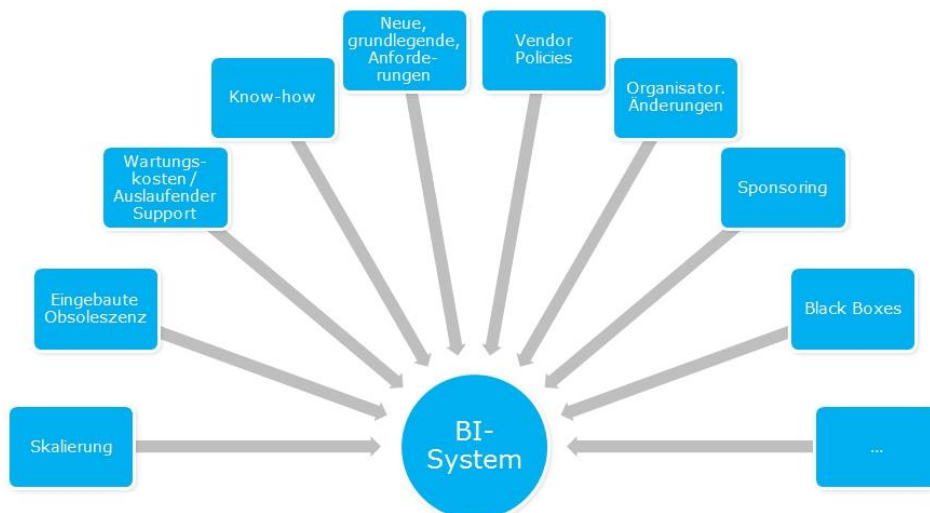 Neue,
grundlegende,
Anforde-
rungen
Vendor
Policies
Know-how
Organisator.
Änderungen
Wartungs-
kosten /
Auslaufender
Support
Sponsoring
Eingebaute
Obsoleszenz
Black Boxes
Skalierung
BI-
System
...